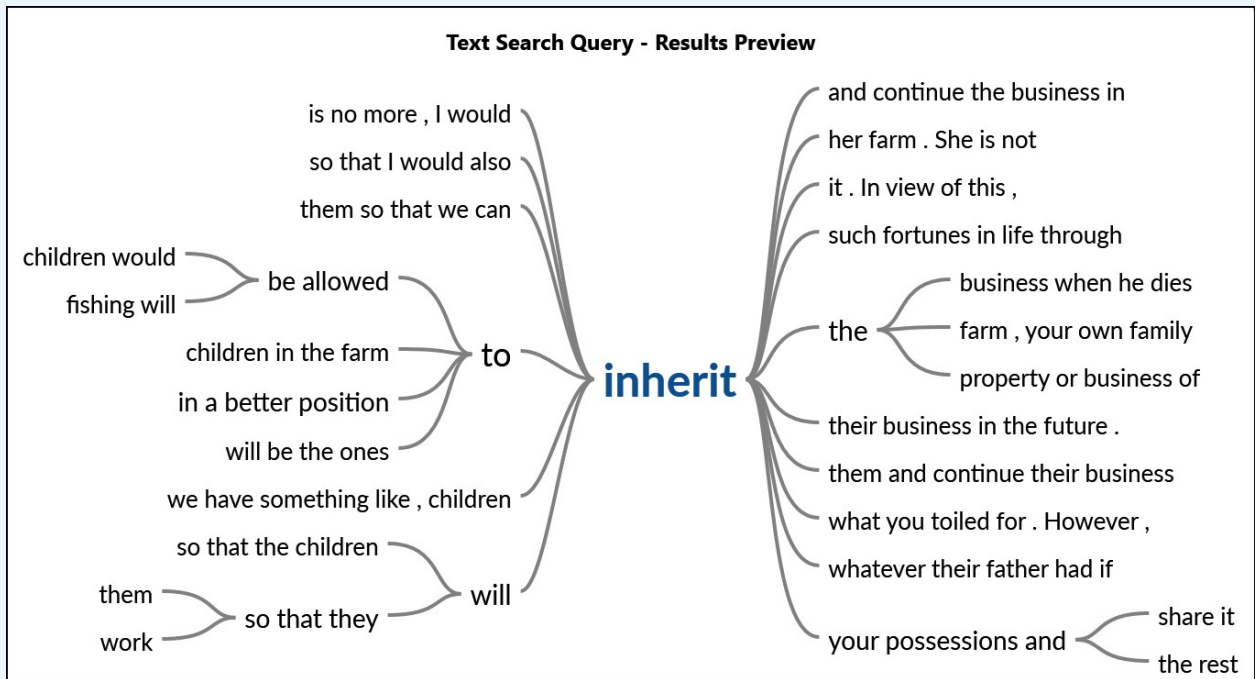 Text Search Query - Results Preview
is no more , I would
so that I would also
them so that we can
children would
fishing will
be allowed
children in the farm
in a better position
will be the ones
to
we have something like , children
so that the children
them
work
so that they
will
inherit
and continue the business in
her farm . She is not
it . In view of this ,
such fortunes in life through
the
business when he dies
farm , your own family
property or business of
their business in the future .
them and continue their business
what you toiled for . However ,
whatever their father had if
your possessions and
share it
the rest